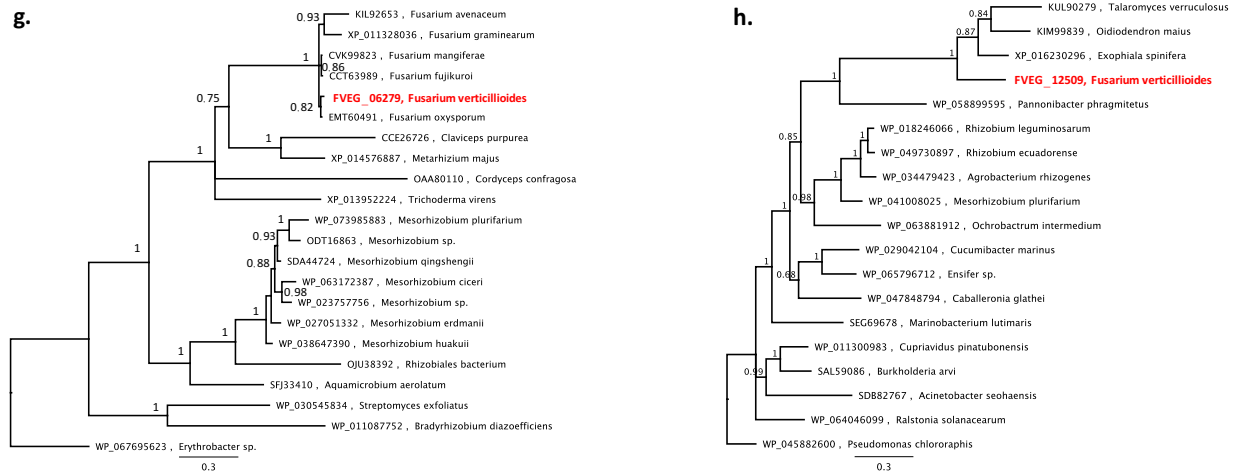 g.
0.93
KIL92653 , Fusarium avenaceum
XP_011328036 , Fusarium graminearum
1
CVK99823 , Fusarium mangiferae
0.86
CCT63989 , Fusarium fujikuroi
0.75
FVEG_06279, Fusarium verticillioides
0.82
EMT60491 , Fusarium oxysporum
1
CCE26726 , Claviceps purpurea
1
XP_014576887 , Metarhizium majus
OAA80110 , Cordyceps confragosa
XP_013952224 , Trichoderma virens
1
WP_073985883 , Mesorhizobium plurifarium
0.93
ODT16863 , Mesorhizobium sp.
1
0.88
SDA44724 , Mesorhizobium qingshengii
WP_063172387 , Mesorhizobium ciceri
0.98
WP_023757756 , Mesorhizobium sp.
1
WP_027051332 , Mesorhizobium erdmanii
1
WP_038647390 , Mesorhizobium huakuii
1
OJU38392 , Rhizobiales bacterium
SFJ33410 , Aquamicrobium aerolatum
1
WP_030545834 , Streptomyces exfoliatus
WP_011087752 , Bradyrhizobium diazoefficiens
WP_067695623 , Erythrobacter sp.
0.3
h.
KUL90279 , Talaromyces verruculosus
0.84
0.87
KIM99839 , Oidiodendron maius
1
XP_016230296 , Exophiala spinifera
1
FVEG_12509, Fusarium verticillioides
WP_058899595 , Pannonibacter phragmitetus
0.85
1
WP_018246066 , Rhizobium leguminosarum
1
WP_049730897 , Rhizobium ecuadorense
1
WP_034479423 , Agrobacterium rhizogenes
0.98
WP_041008025 , Mesorhizobium plurifarium
1
WP_063881912 , Ochrobactrum intermedium
1
WP_029042104 , Cucumibacter marinus
1
0.68
WP_065796712 , Ensifer sp.
WP_047848794 , Caballeronia glathei
SEG69678 , Marinobacterium lutimaris
1
WP_011300983 , Cupriavidus pinatubonensis
0.99
SAL59086 , Burkholderia arvi
SDB82767 , Acinetobacter seohaensis
WP_064046099 , Ralstonia solanacearum
WP_045882600 , Pseudomonas chlororaphis
0.3